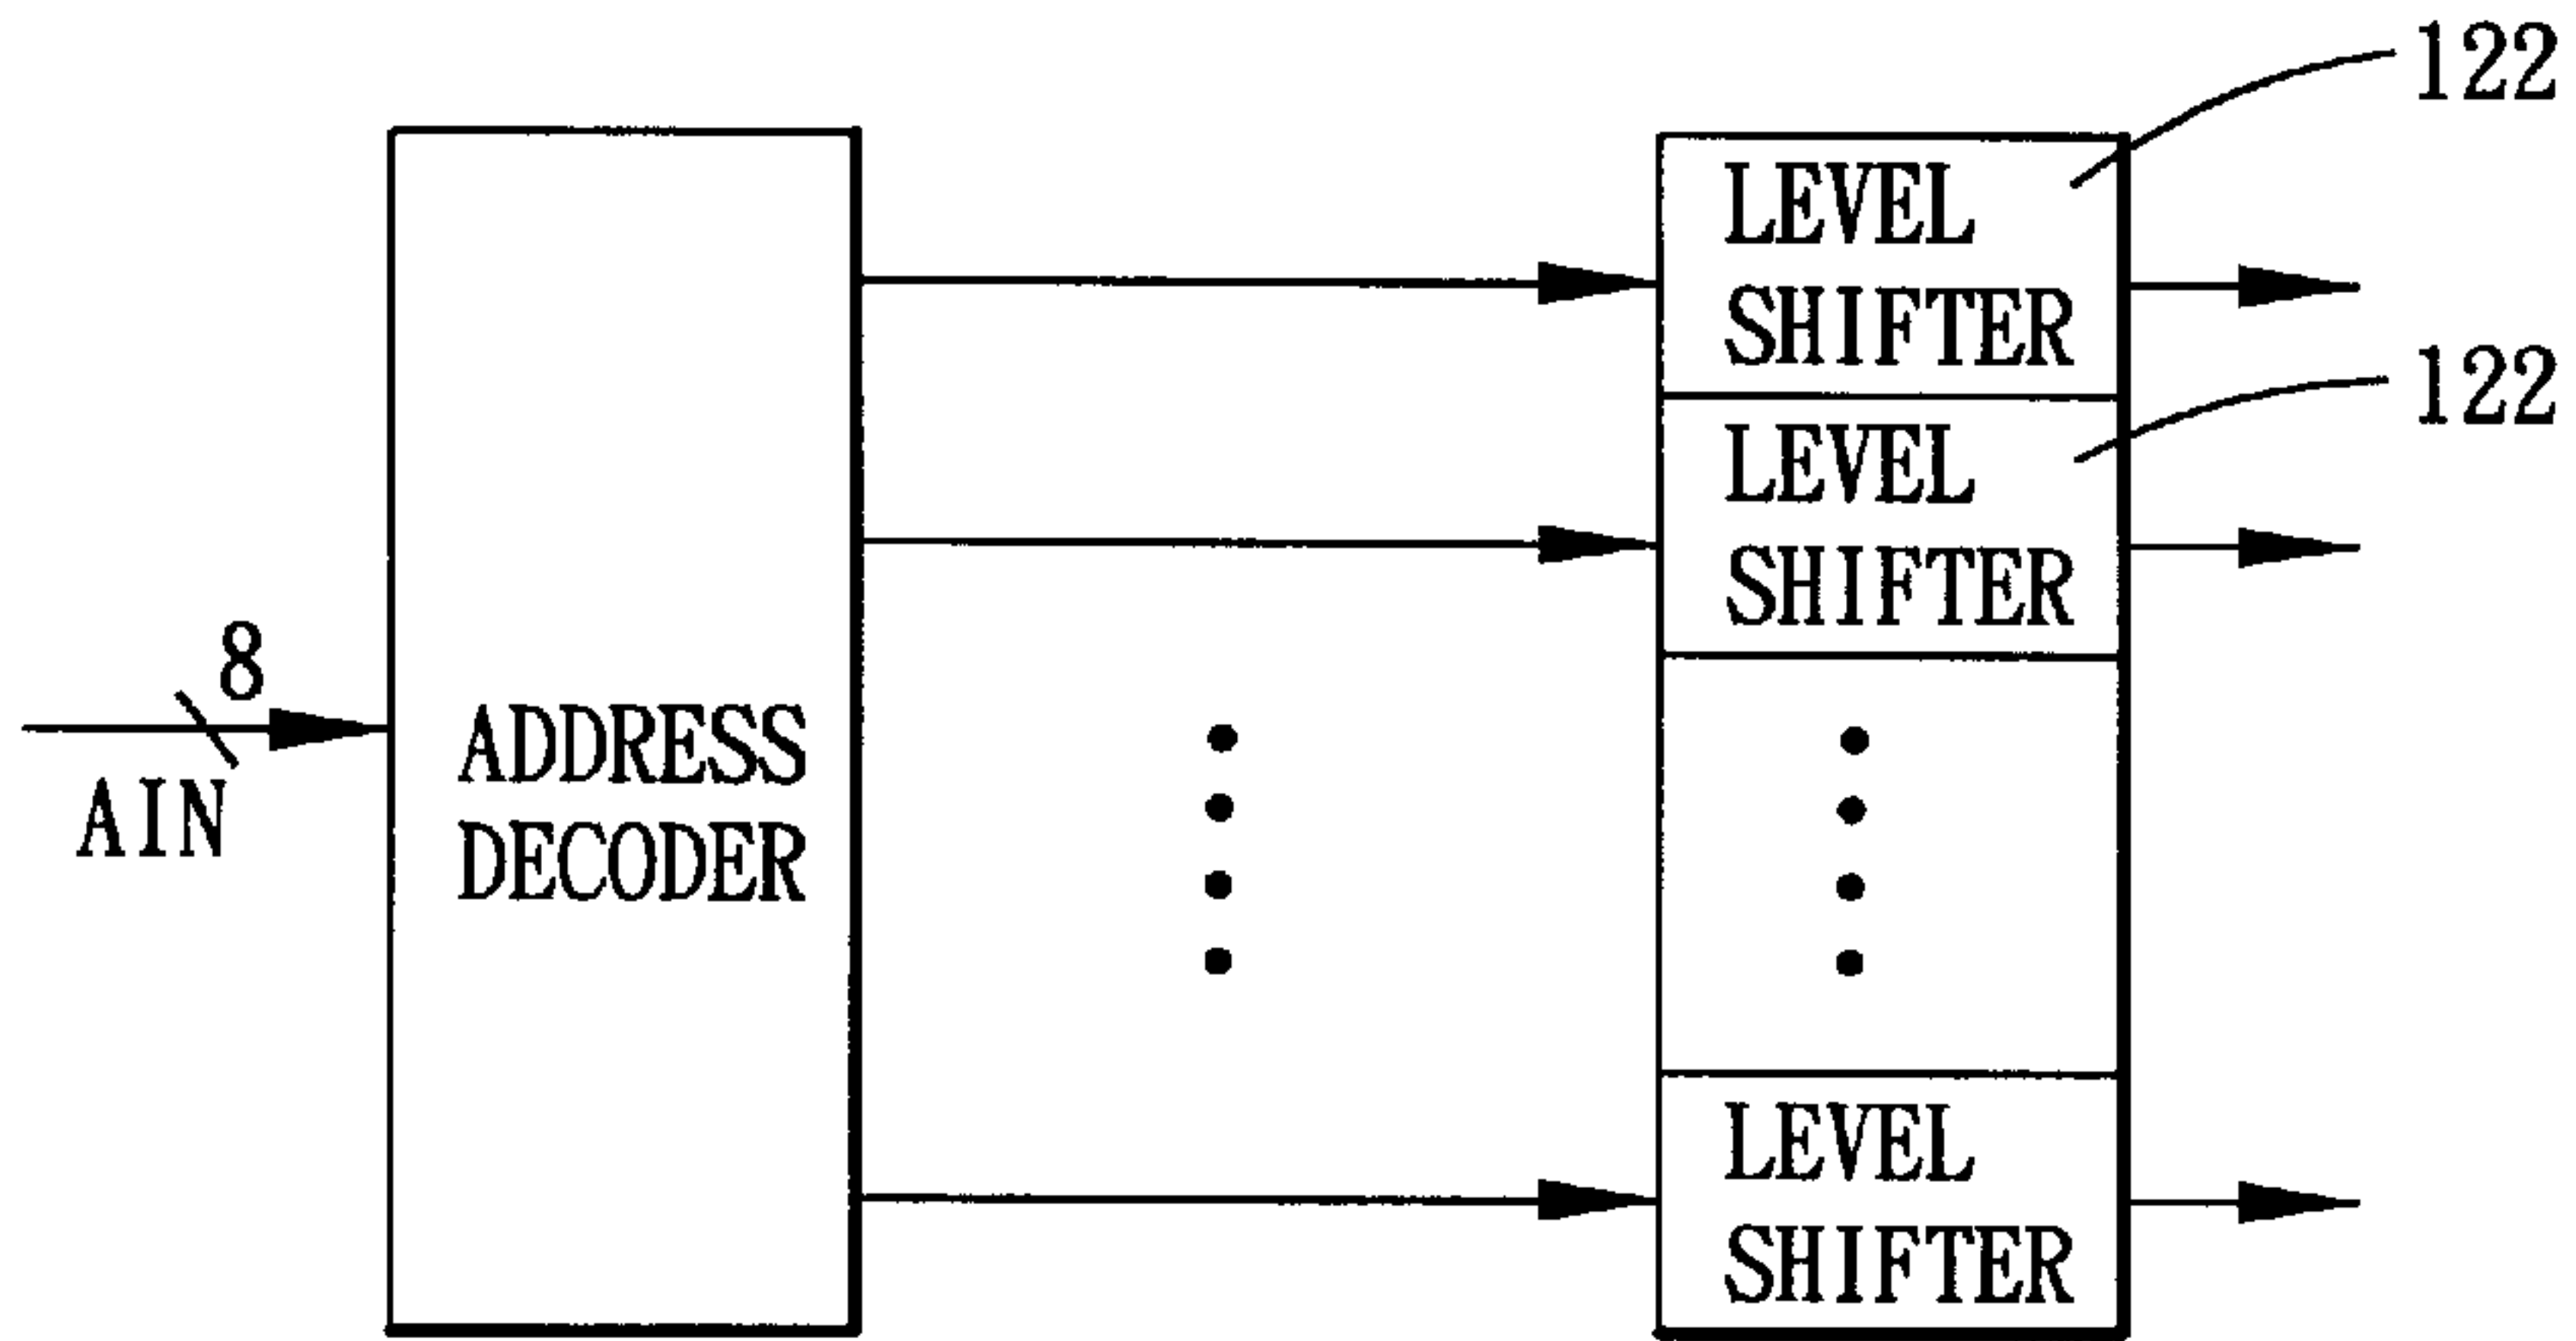 122
LEVEL
SHIFTER
122
LEVEL
SHIFTER
8
AIN
ADDRESS
DECODER
LEVEL
SHIFTER